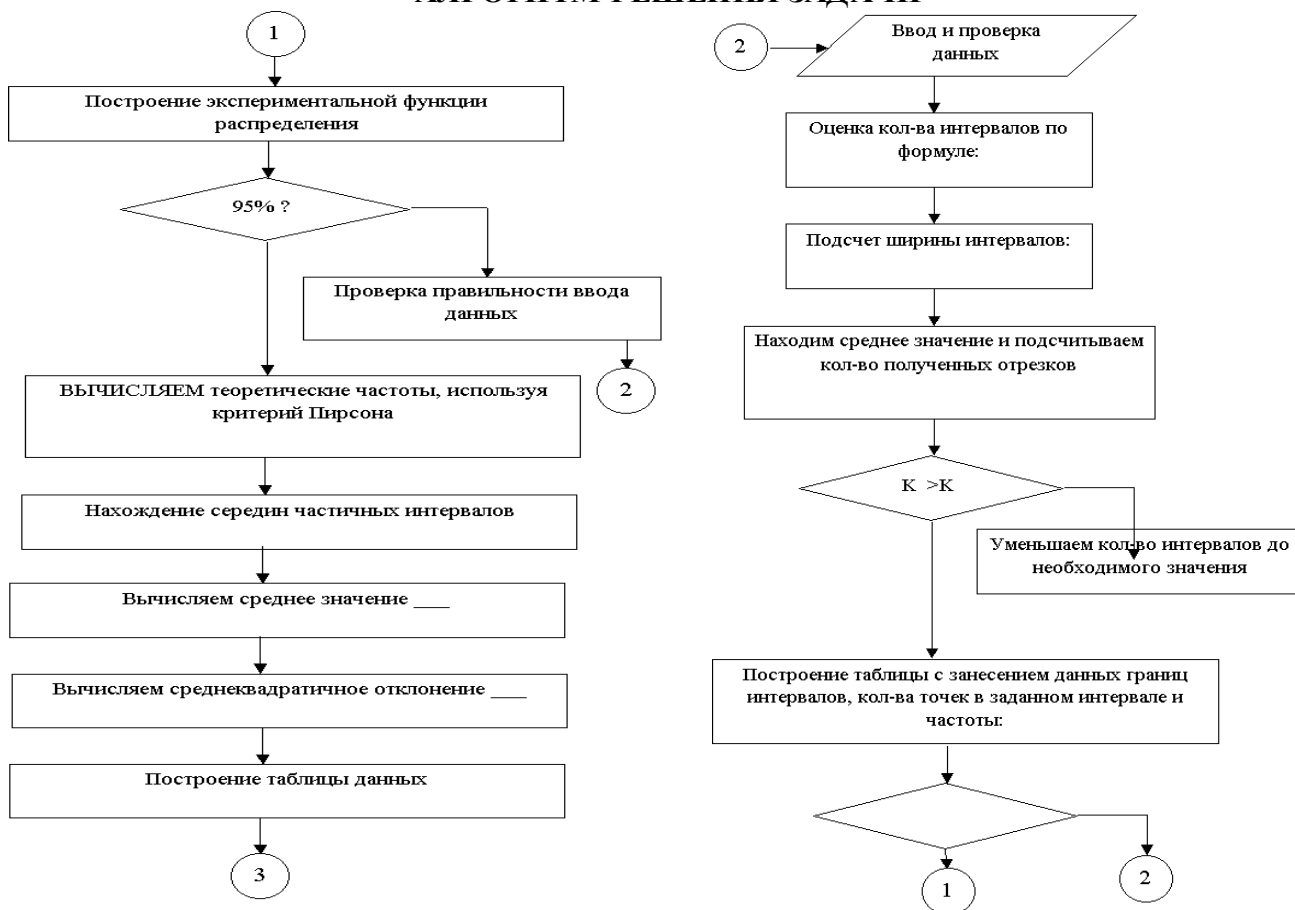 АЛГОРИТМ РЕШЕНИЯ ЗАДАЧИ
1
Построение экспериментальной функции
распределения
95% ?
Проверка правильности ввода
данных
2
ВЫЧИСЛЯЕМ теоретические частоты, используя
критерий Пирсона
Нахождение середин частичных интервалов
Вычисляем среднее значение ___
Вычисляем среднеквадратичное отклонение ___
Построение таблицы данных
3
2
Ввод и проверка
данных
Оценка кол-ва интервалов по
формуле:
Подсчет ширины интервалов:
Находим среднее значение и подсчитываем
кол-во полученных отрезков
K >K
Уменьшаем кол-во интервалов до
необходимого значения
Построение таблицы с занесением данных границ
интервалов, кол-ва точек в заданном интервале и
частоты:
1
2